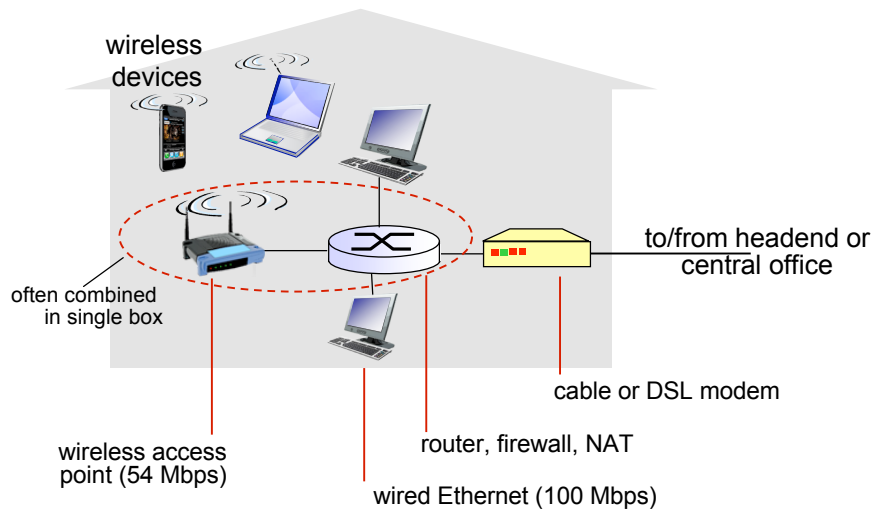 wireless
devices
to/from headend or
central office
often combined
in single box
cable or DSL modem
router, firewall, NAT
wireless access
point (54 Mbps)
wired Ethernet (100 Mbps)